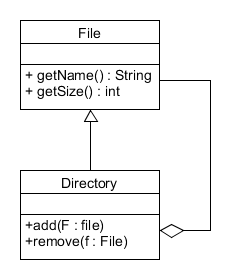 File
+ getName() : String
+ getSize() : int
Directory
+add(F : file)
+remove(f : File)